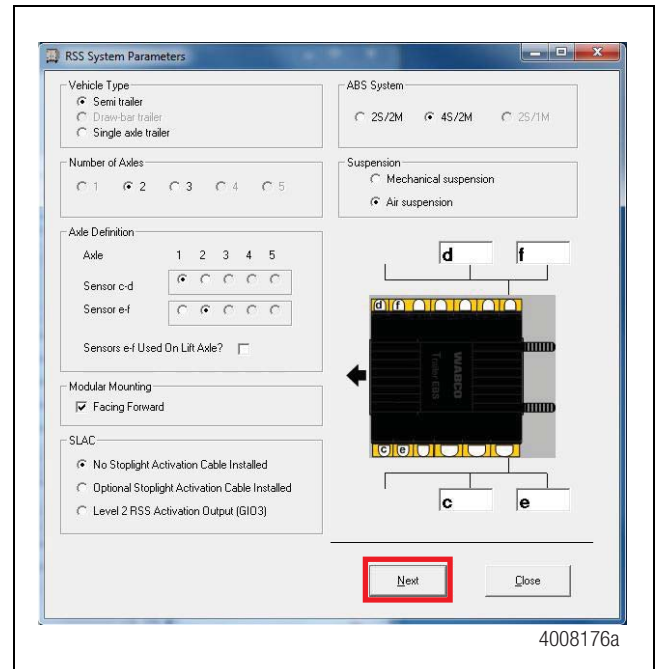 RSS System Parameters
Vehicle Type
Semi trailer
Draw-bar trailer
Single axle trailer
ABS System
2S/2M 4S/2M 2S/1M
Number of Axles
1 2 3 4 5
Suspension
Mechanical suspension
Air suspension
Axle Definition
Axle 1 2 3 4 5
Sensor c-d
Sensor e-f
Sensors e-f Used On Lift Axle?
Modular Mounting
Facing Forward
SLAC
No Stoplight Activation Cable Installed
Optional Stoplight Activation Cable Installed
Level 2 RSS Activation Output (GIO3)
d f
d f
WABCO
Trailer EBS
c e
c e
Next Close
4008176a